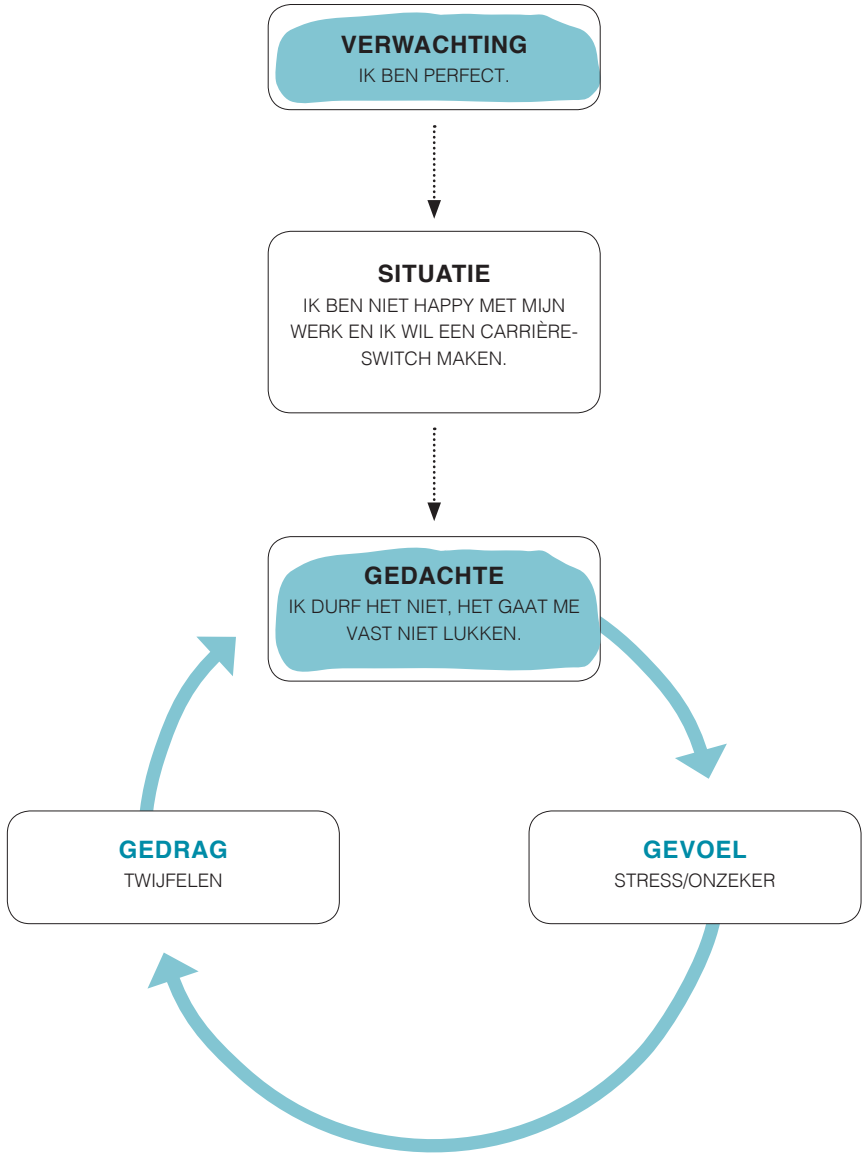 VERWACHTING
IK BEN PERFECT.
SITUATIE
IK BEN NIET HAPPY MET MIJN
WERK EN IK WIL EEN CARRIÈRE-
SWITCH MAKEN.
GEDACHTE
IK DURF HET NIET, HET GAAT ME
VAST NIET LUKKEN.
GEDRAG
TWIJFELEN
GEVOEL
STRESS/ONZEKER